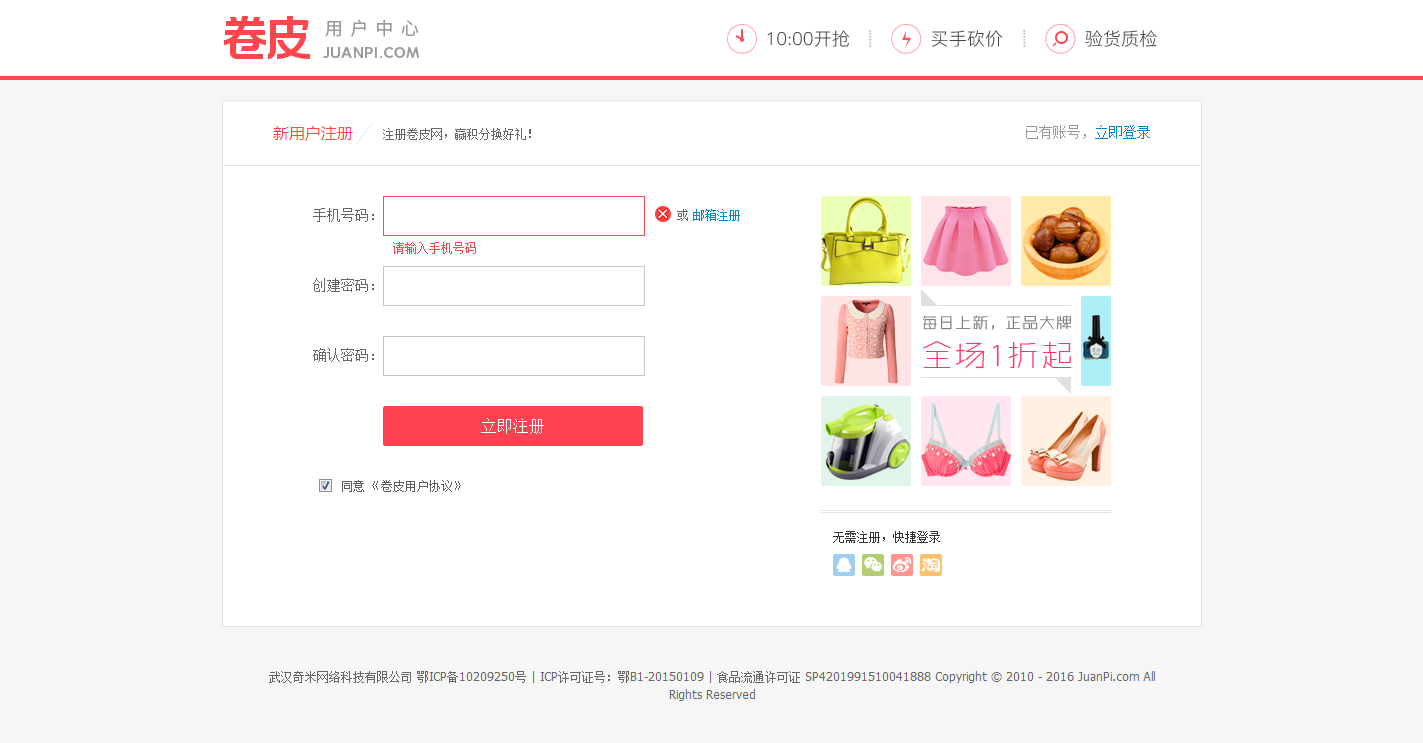 卷皮 用户中心
JUANPI.COM
10:00开抢 买手砍价 验货质检
新用户注册 注册卷皮网，赢积分换好礼！ 已有账号，立即登录
手机号码： 或 邮箱注册
请输入手机号码
创建密码：
确认密码：
立即注册
同意《卷皮用户协议》
每日上新，正品大牌
全场1折起
无需注册，快捷登录
淘
武汉奇米网络科技有限公司 鄂ICP备10209250号 | ICP许可证号：鄂B1-20150109 | 食品流通许可证 SP4201991510041888 Copyright © 2010 - 2016 JuanPi.com All
Rights Reserved